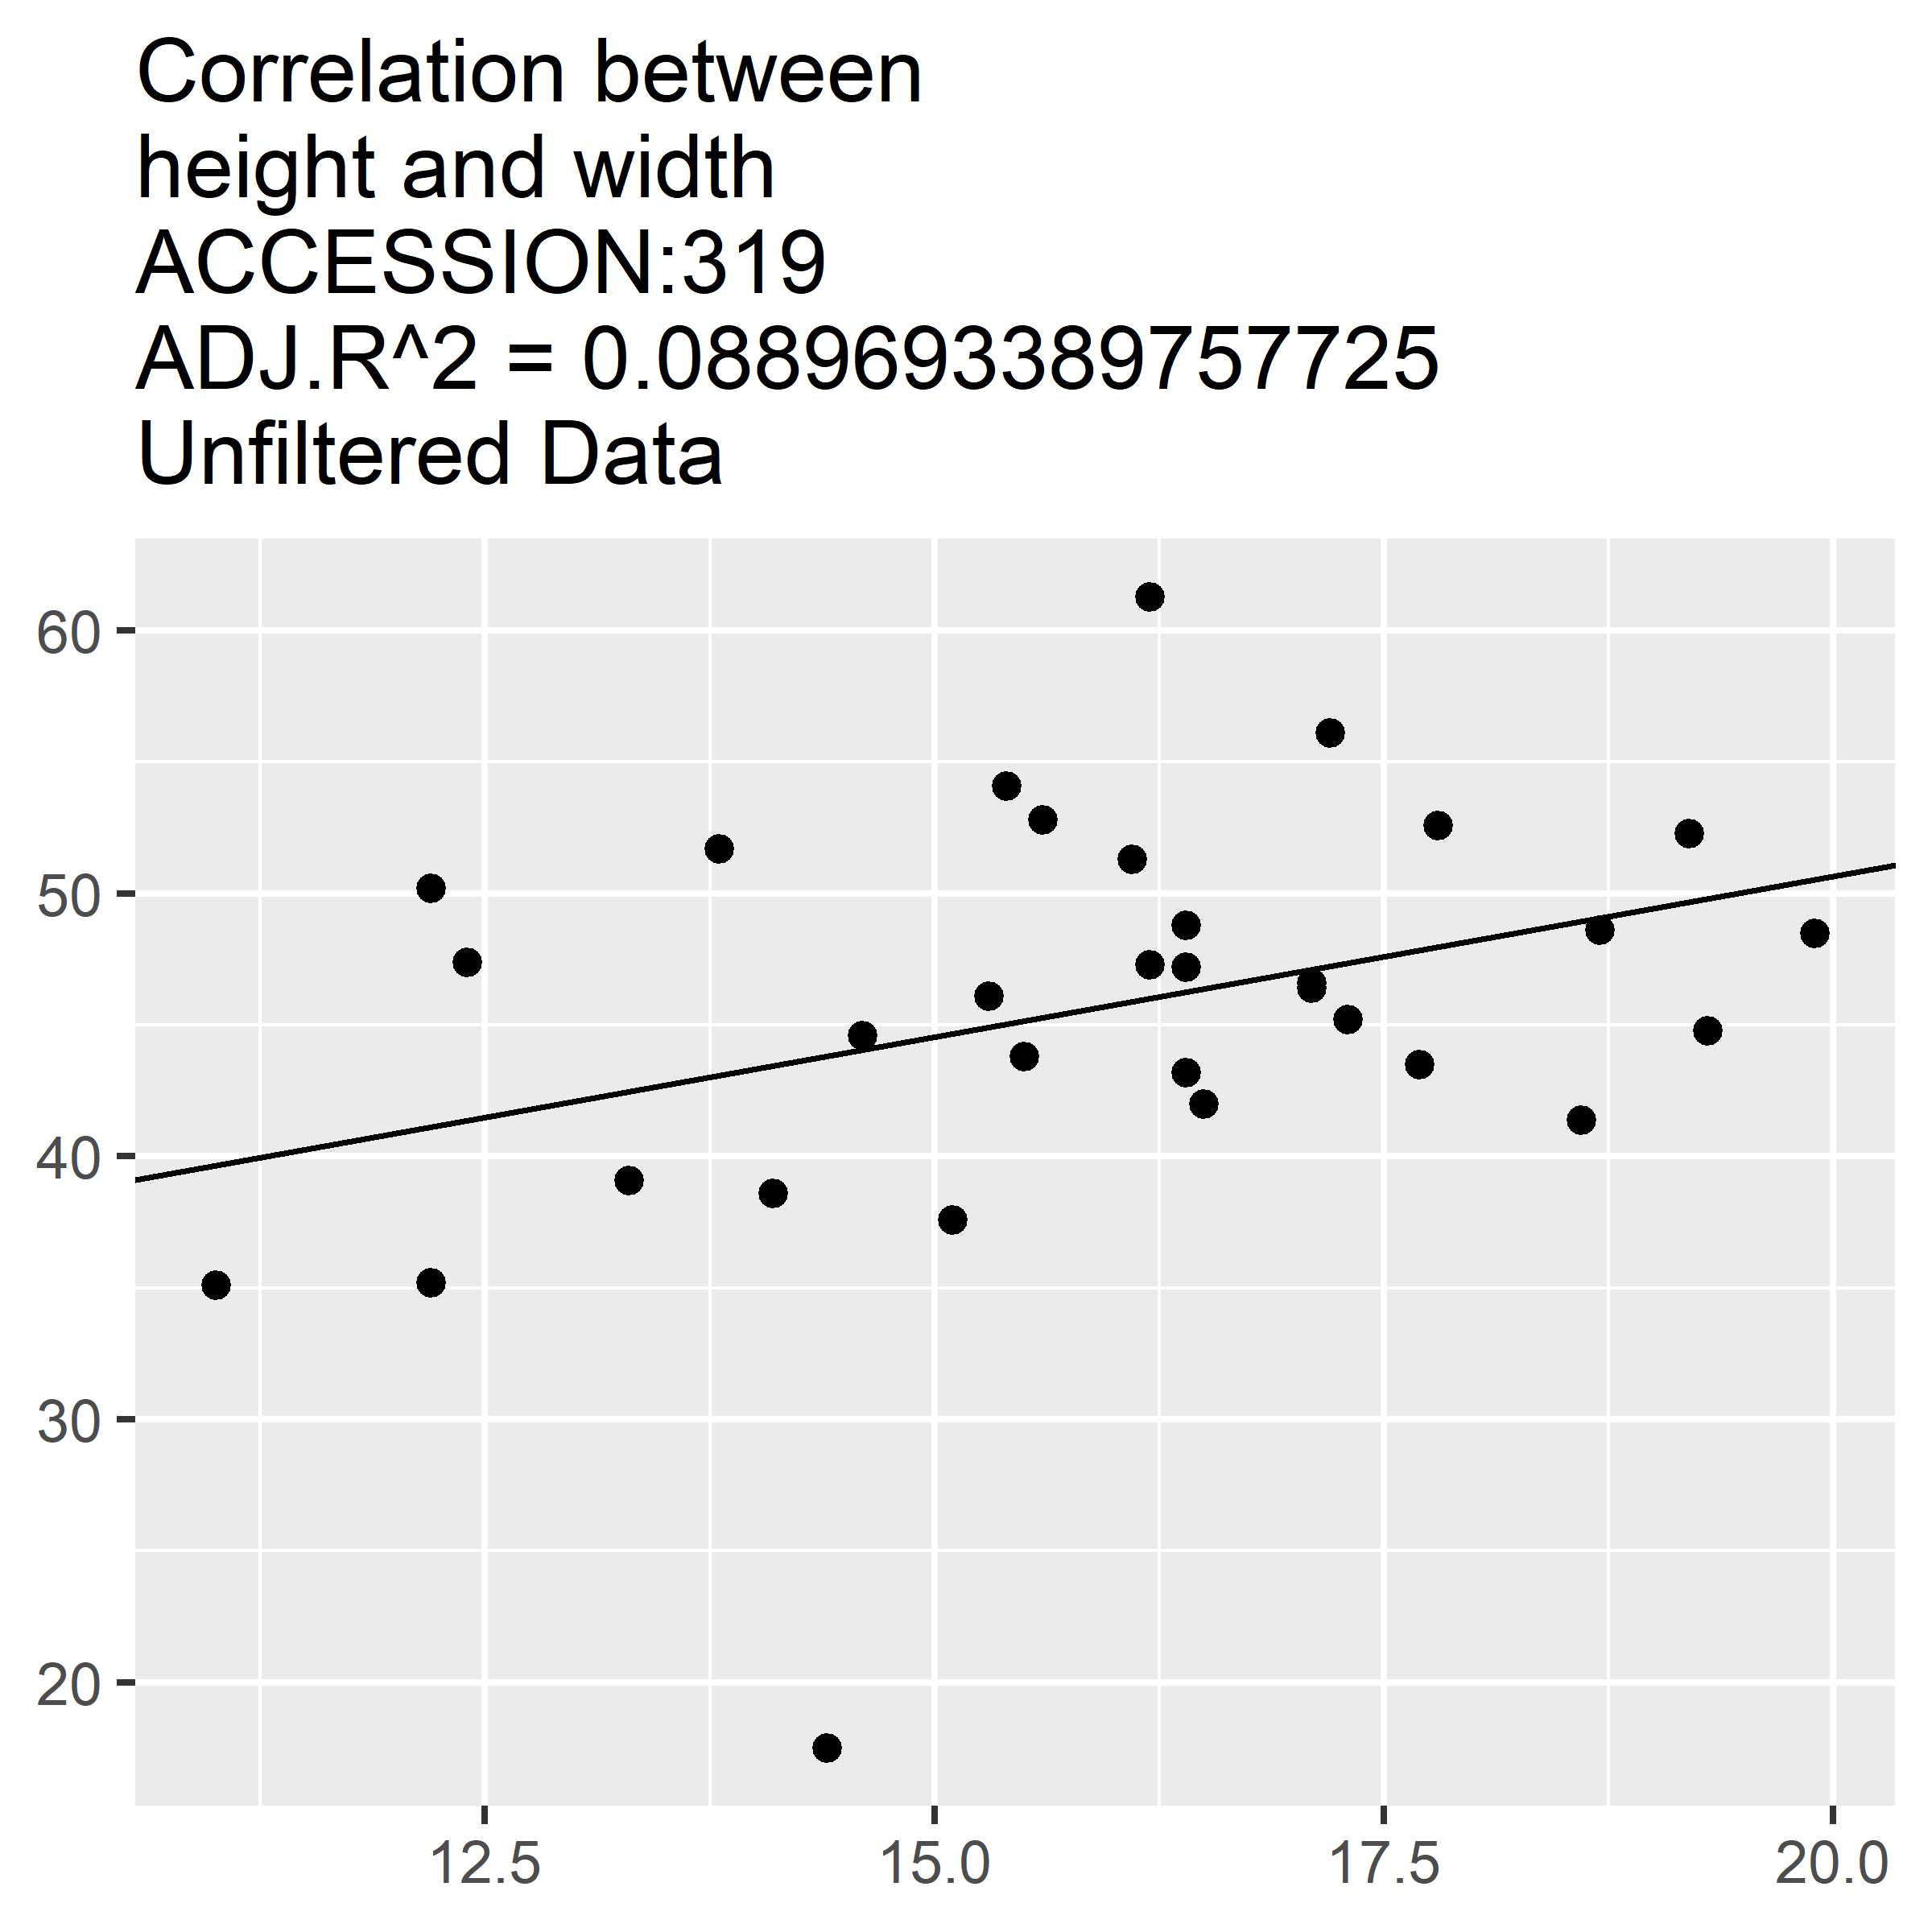 Correlation between
height and width
ACCESSION:319
ADJ.R^2 = 0.0889693389757725
Unfiltered Data
60
50
40
30
20
12.5 15.0 17.5 20.0